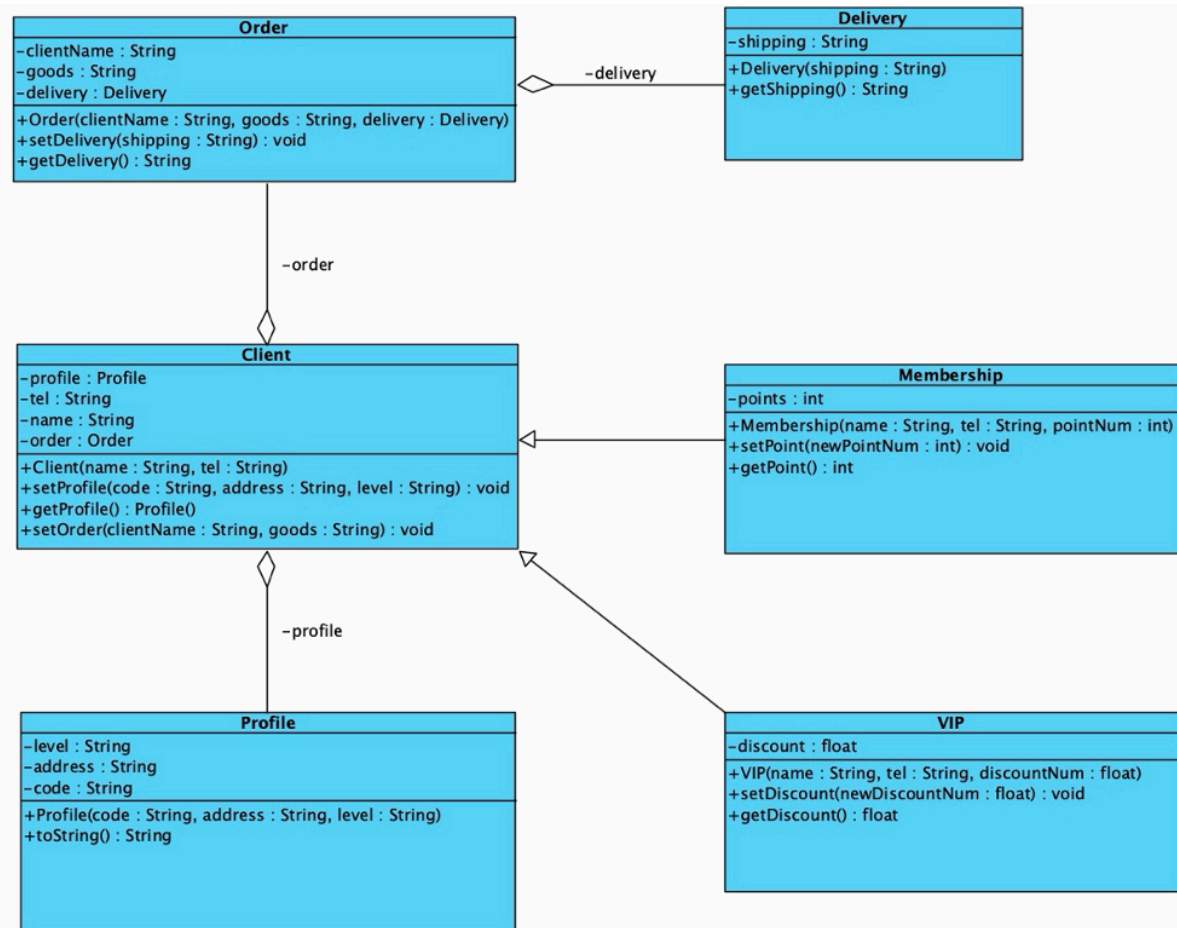 Order
-clientName : String
-goods : String
-delivery : Delivery
+Order(clientName : String, goods : String, delivery : Delivery)
+setDelivery(shipping : String) : void
+getDelivery() : String
-delivery
Delivery
-shipping : String
+Delivery(shipping : String)
+getShipping() : String
-order
Client
-profile : Profile
-tel : String
-name : String
-order : Order
+Client(name : String, tel : String)
+setProfile(code : String, address : String, level : String) : void
+getProfile() : Profile()
+setOrder(clientName : String, goods : String) : void
Membership
-points : int
+Membership(name : String, tel : String, pointNum : int)
+setPoint(newPointNum : int) : void
+getPoint() : int
-profile
Profile
-level : String
-address : String
-code : String
+Profile(code : String, address : String, level : String)
+toString() : String
VIP
-discount : float
+VIP(name : String, tel : String, discountNum : float)
+setDiscount(newDiscountNum : float) : void
+getDiscount() : float